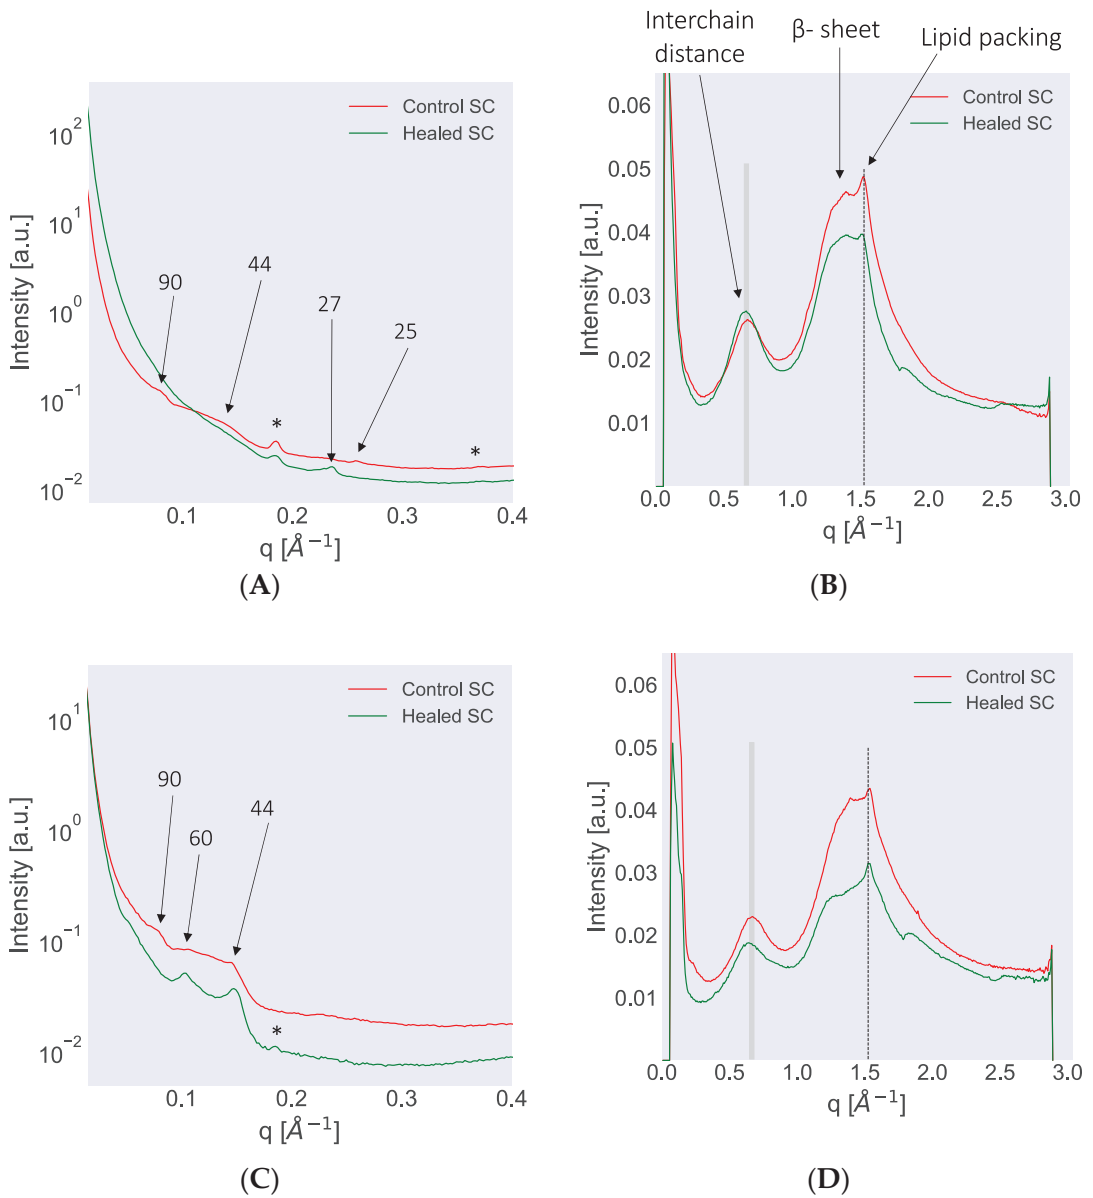 Control SC
Healed SC
10²
10¹
10⁰
10⁻¹
10⁻²
Intensity [a.u.]
90
44
27
25
*
*
0.1
0.2
0.3
0.4
q [Å⁻¹]
(A)
Interchain
distance
β- sheet
Lipid packing
Control SC
Healed SC
0.06
0.05
0.04
0.03
0.02
0.01
Intensity [a.u.]
0.0
0.5
1.0
1.5
2.0
2.5
3.0
q [Å⁻¹]
(B)
Control SC
Healed SC
10¹
10⁰
10⁻¹
10⁻²
Intensity [a.u.]
90
60
44
*
0.1
0.2
0.3
0.4
q [Å⁻¹]
(C)
Control SC
Healed SC
0.06
0.05
0.04
0.03
0.02
0.01
Intensity [a.u.]
0.0
0.5
1.0
1.5
2.0
2.5
3.0
q [Å⁻¹]
(D)